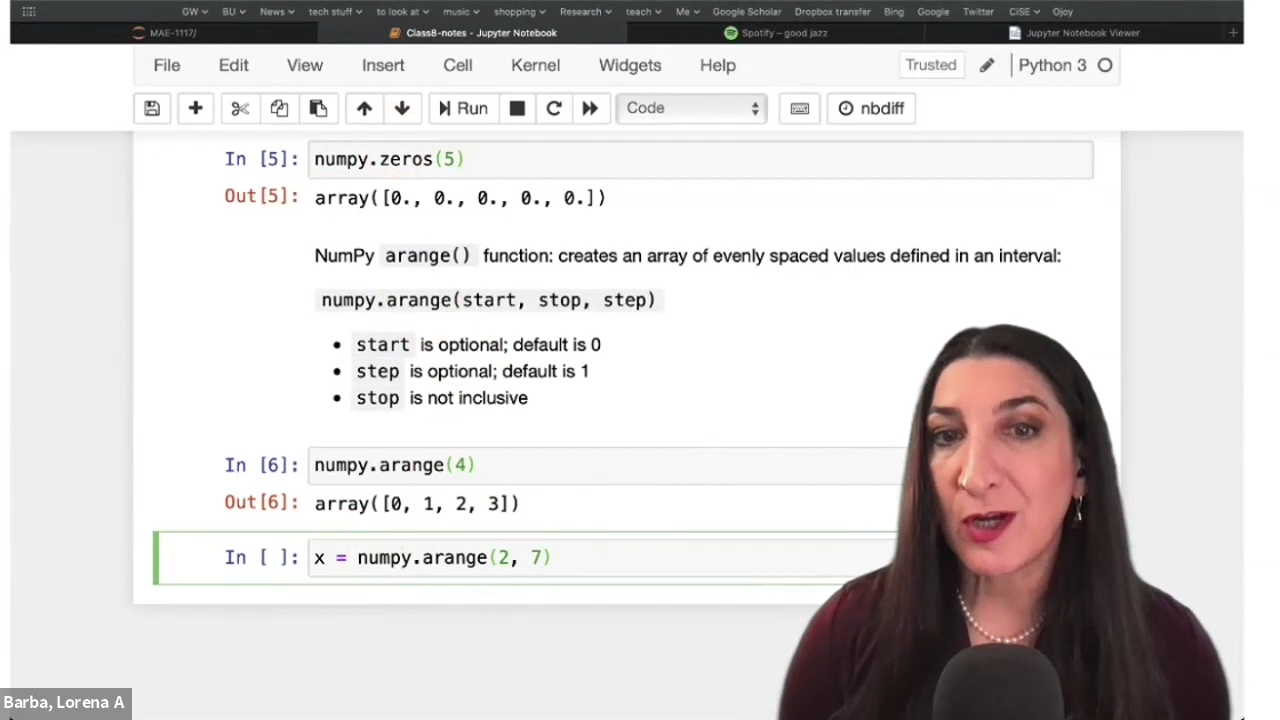 GW BU News tech stuff to look at music shopping Research teach Me Google Scholar Dropbox transfer Bing Google Twitter CiSE Ojoy
MAE-1117/ Class8-notes - Jupyter Notebook Spotify – good jazz Jupyter Notebook Viewer +
File Edit View Insert Cell Kernel Widgets Help Trusted Python 3
Run Code nbdiff
In [5]: numpy.zeros(5)
Out[5]: array([0., 0., 0., 0., 0.])
NumPy arange() function: creates an array of evenly spaced values defined in an interval:
numpy.arange(start, stop, step)
• start is optional; default is 0
• step is optional; default is 1
• stop is not inclusive
In [6]: numpy.arange(4)
Out[6]: array([0, 1, 2, 3])
In [ ]: x = numpy.arange(2, 7)
Barba, Lorena A